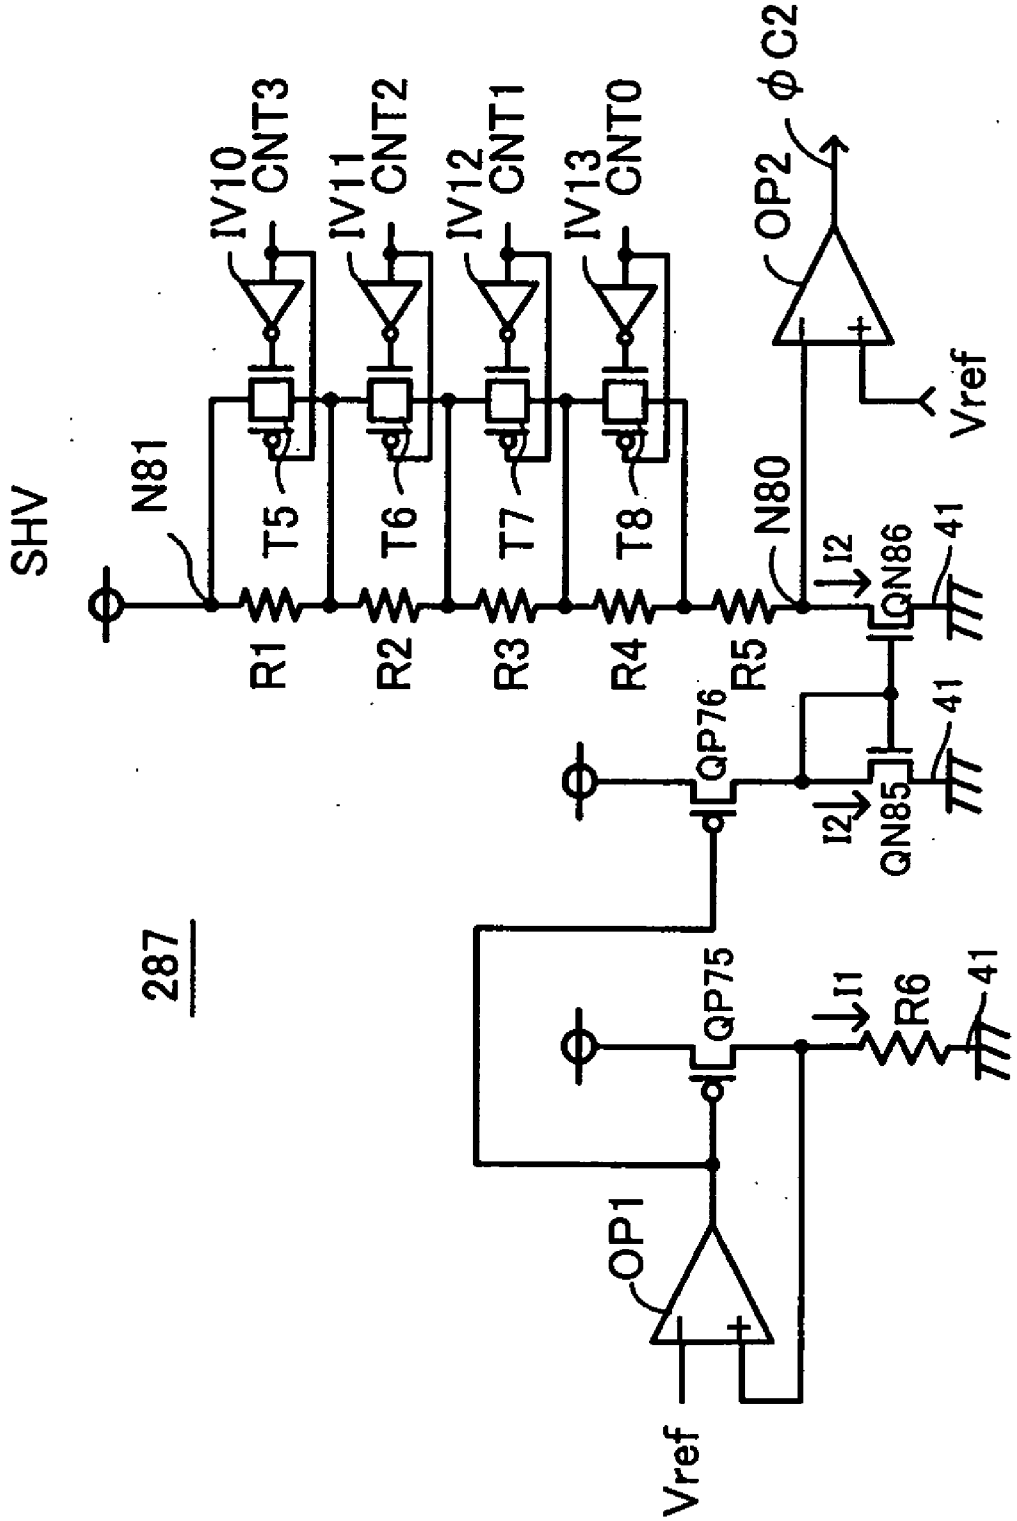 287
SHV
N81
R1
R2
R3
R4
R5
T5
T6
T7
T8
IV10
CNT3
IV11
CNT2
IV12
CNT1
IV13
CNT0
N80
I2
QN86
41
OP2
φC2
−
+
Vref
QP76
I2
QN85
41
QP75
I1
R6
41
OP1
−
+
Vref